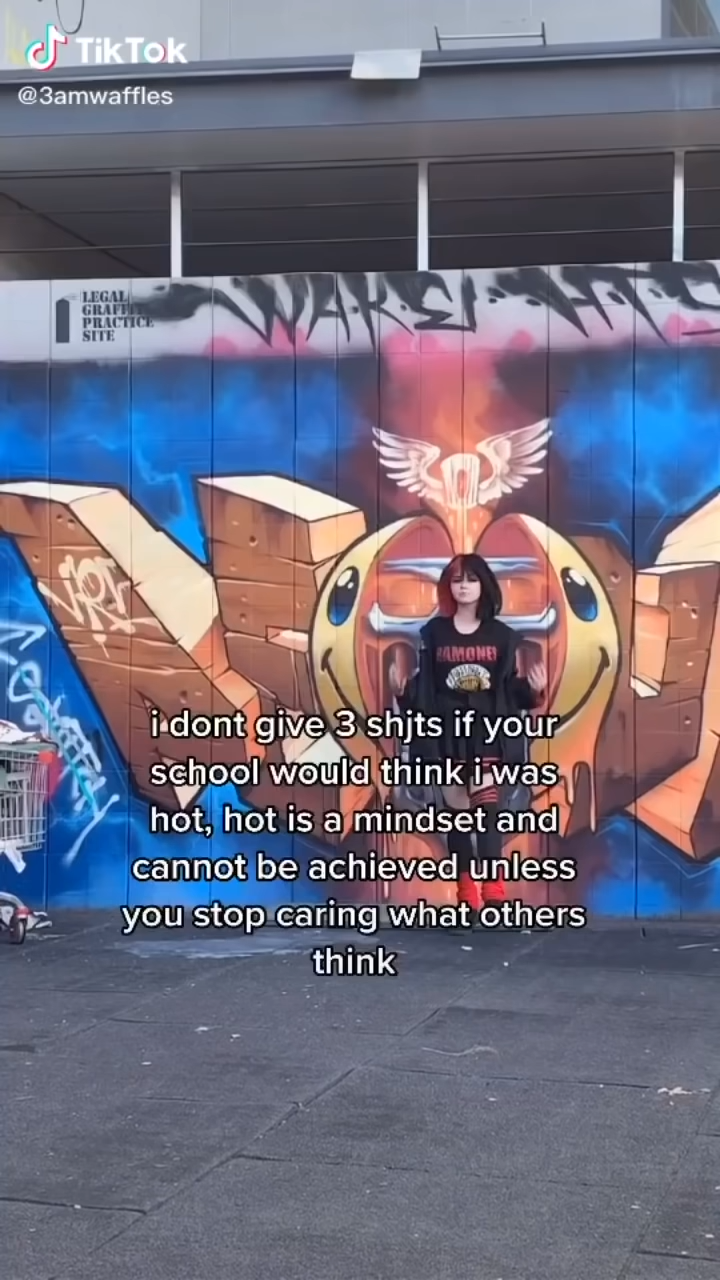 TikTok
@3amwaffles
LEGAL
GRAFFITI
PRACTICE
SITE
RAMONES
i dont give 3 shjts if your
school would think i was
hot, hot is a mindset and
cannot be achieved unless
you stop caring what others
think